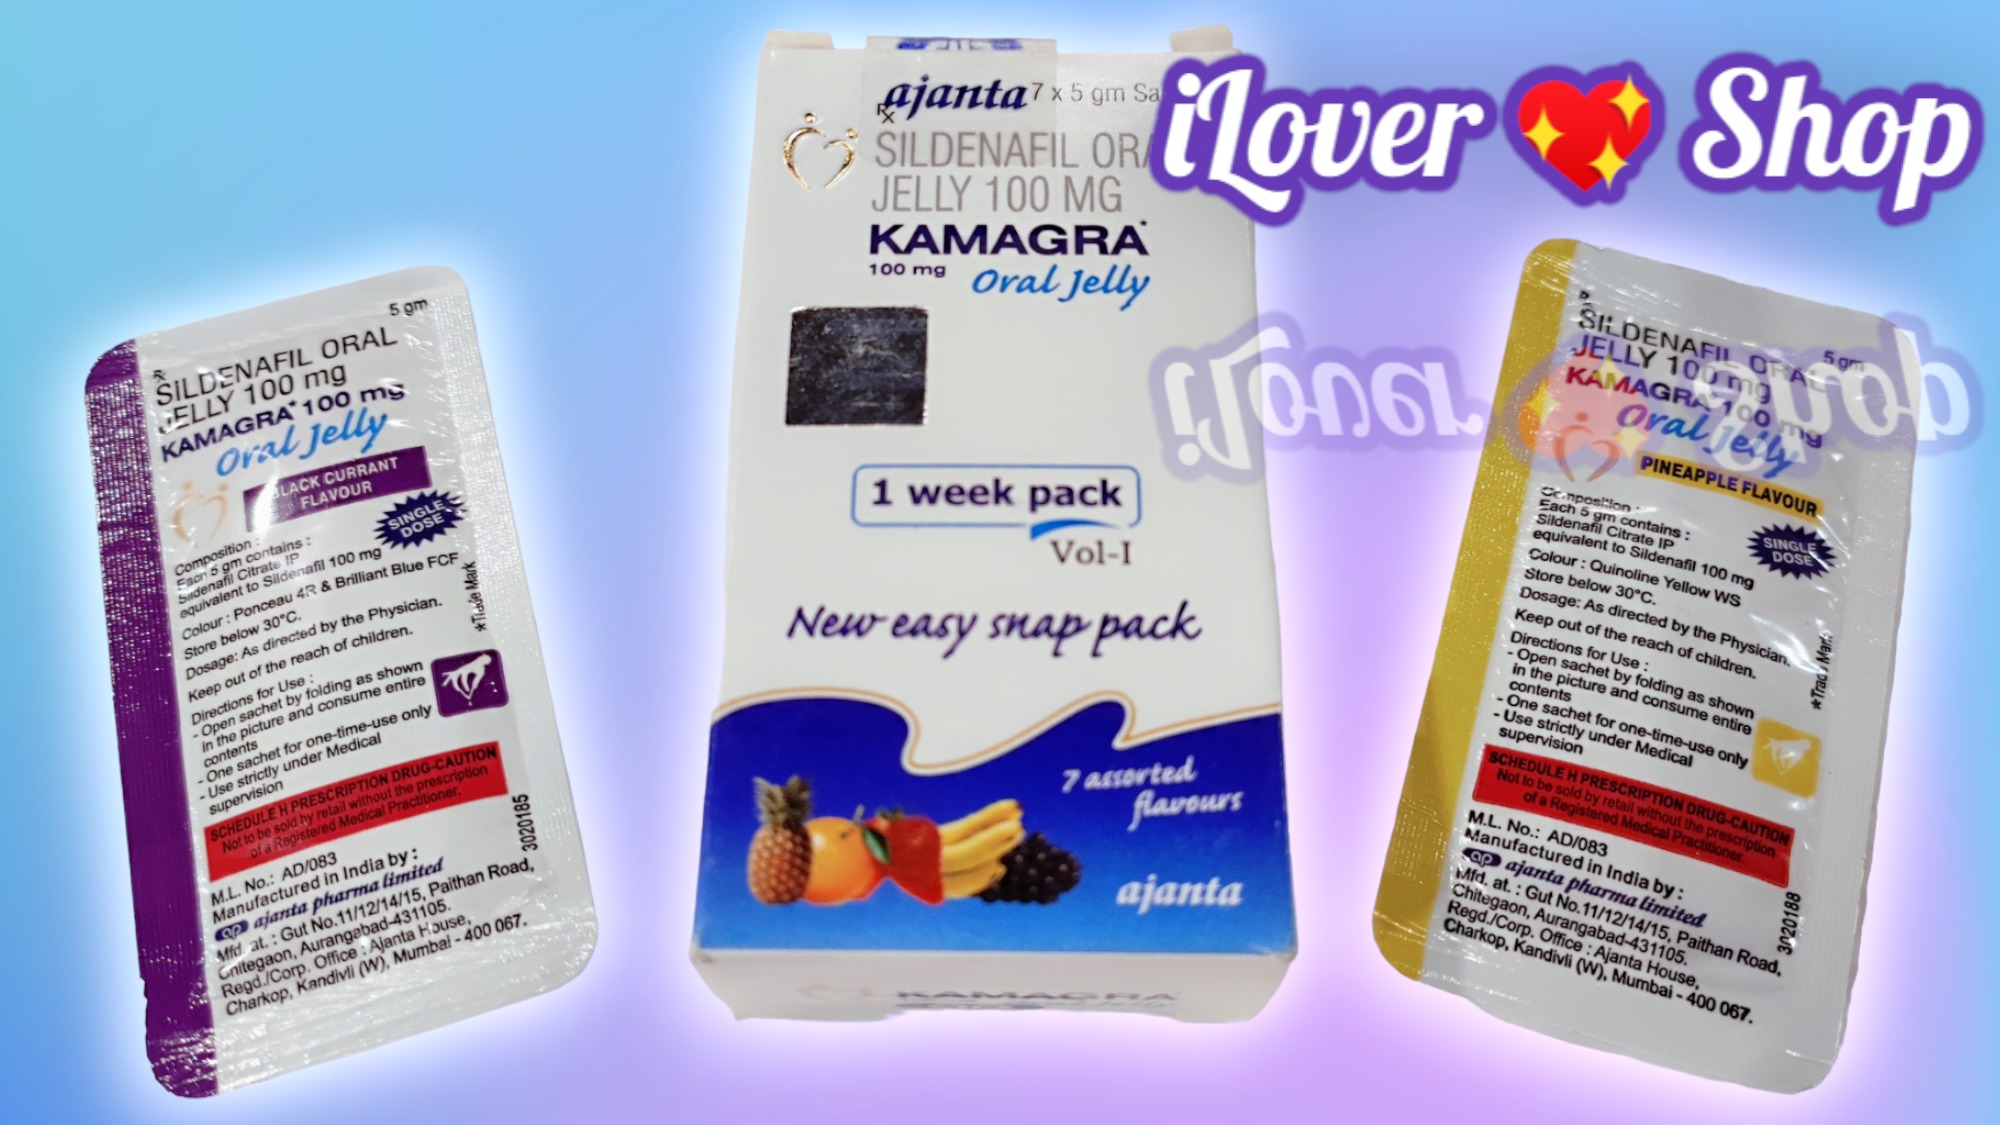 iLover 💖 Shop
ajanta 7 x 5 gm
Rx
SILDENAFIL
JELLY 100 MG
KAMAGRA*
100 mg Oral Jelly
1 week pack
Vol-I
New easy snap pack
7 assorted
flavours
ajanta
KAMAGRA
5 gm
Rx
SILDENAFIL ORAL
JELLY 100 mg
KAMAGRA* 100 mg
Oral Jelly
BLACK CURRANT
FLAVOUR
SINGLE
DOSE
Composition :
Each 5 gm contains :
Sildenafil Citrate IP
equivalent to Sildenafil 100 mg
Colour : Ponceau 4R & Brilliant Blue FCF
Store below 30°C.
Dosage: As directed by the Physician.
Keep out of the reach of children.
Directions for Use :
- Open sachet by folding as shown
in the picture and consume entire
contents
- One sachet for one-time-use only
- Use strictly under Medical
supervision
*Trade Mark
SCHEDULE H PRESCRIPTION DRUG-CAUTION
Not to be sold by retail without the prescription
of a Registered Medical Practitioner.
M.L. No.: AD/083
Manufactured in India by :
ap ajanta pharma limited
Mfd. at. : Gut No.11/12/14/15, Paithan Road,
Chitegaon, Aurangabad-431105.
Regd./Corp. Office : Ajanta House,
Charkop, Kandivli (W), Mumbai - 400 067.
3020185
Rx
SILDENAFIL ORAL
JELLY 100 mg
5 gm
KAMAGRA* 100 mg
Oral Jelly
PINEAPPLE FLAVOUR
SINGLE
DOSE
Composition :
Each 5 gm contains :
Sildenafil Citrate IP
equivalent to Sildenafil 100 mg
Colour : Quinoline Yellow WS
Store below 30°C.
Dosage: As directed by the Physician.
Keep out of the reach of children.
Directions for Use :
- Open sachet by folding as shown
in the picture and consume entire
contents
- One sachet for one-time-use only
- Use strictly under Medical
supervision
*Trade Mark
SCHEDULE H PRESCRIPTION DRUG-CAUTION
Not to be sold by retail without the prescription
of a Registered Medical Practitioner.
M.L. No.: AD/083
Manufactured in India by :
ap ajanta pharma limited
Mfd. at. : Gut No.11/12/14/15, Paithan Road,
Chitegaon, Aurangabad-431105.
Regd./Corp. Office : Ajanta House,
Charkop, Kandivli (W), Mumbai - 400 067.
3020188